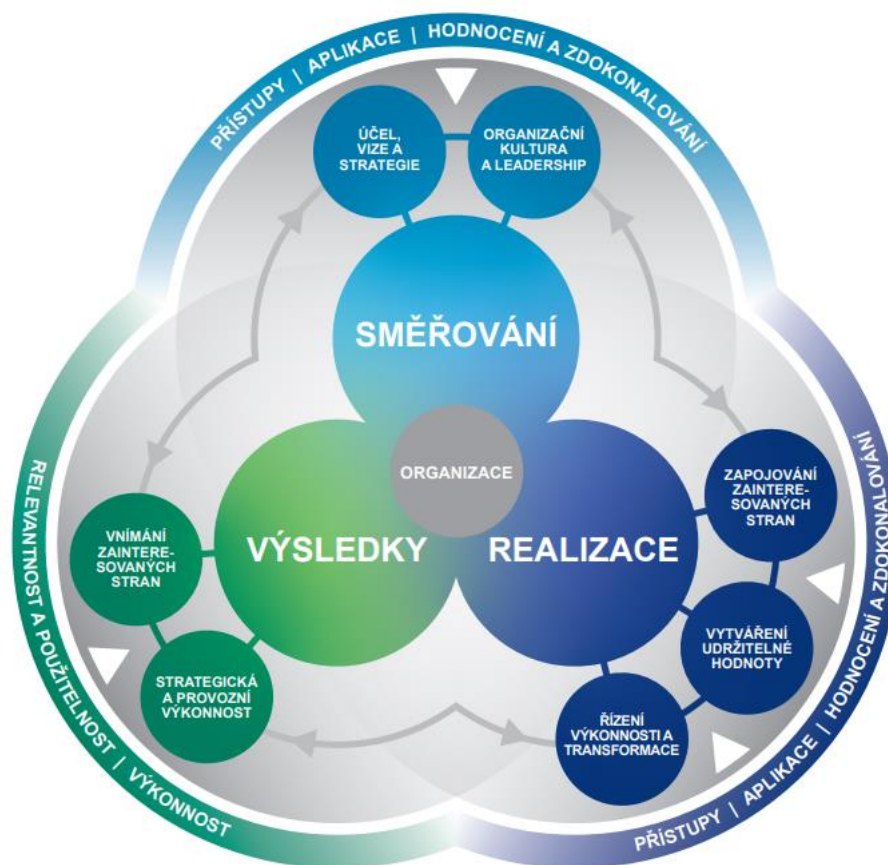 PŘÍSTUPY | APLIKACE | HODNOCENÍ A ZDOKONALOVÁNÍ
ÚČEL,
VIZE A
STRATEGIE
ORGANIZAČNÍ
KULTURA
A LEADERSHIP
SMĚŘOVÁNÍ
ORGANIZACE
VÝSLEDKY
REALIZACE
ZAPOJOVÁNÍ
ZAINTERE-
SOVANÝCH
STRAN
VYTVÁŘENÍ
UDRŽITELNÉ
HODNOTY
ŘÍZENÍ
VÝKONNOSTI A
TRANSFORMACE
VNÍMÁNÍ
ZAINTERE-
SOVANÝCH
STRAN
STRATEGICKÁ
A PROVOZNÍ
VÝKONNOST
RELEVANTNOST A POUŽITELNOST | VÝKONNOST
PŘÍSTUPY | APLIKACE | HODNOCENÍ A ZDOKONALOVÁNÍ